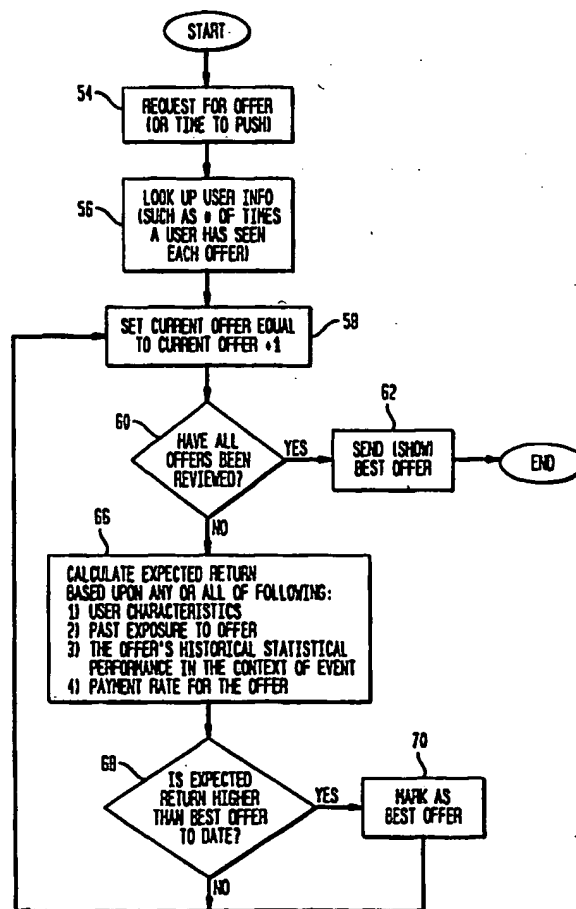 START
54
REQUEST FOR OFFER
(OR TIME TO PUSH)
56
LOOK UP USER INFO
(SUCH AS # OF TIMES
A USER HAS SEEN
EACH OFFER)
SET CURRENT OFFER EQUAL
TO CURRENT OFFER +1
58
60
HAVE ALL
OFFERS BEEN
REVIEWED?
YES
62
SEND (SHOW)
BEST OFFER
END
NO
66
CALCULATE EXPECTED RETURN
BASED UPON ANY OR ALL OF FOLLOWING:
1) USER CHARACTERISTICS
2) PAST EXPOSURE TO OFFER
3) THE OFFER'S HISTORICAL STATISTICAL
PERFORMANCE IN THE CONTEXT OF EVENT
4) PAYMENT RATE FOR THE OFFER
68
IS EXPECTED
RETURN HIGHER
THAN BEST OFFER
TO DATE?
YES
70
MARK AS
BEST OFFER
NO